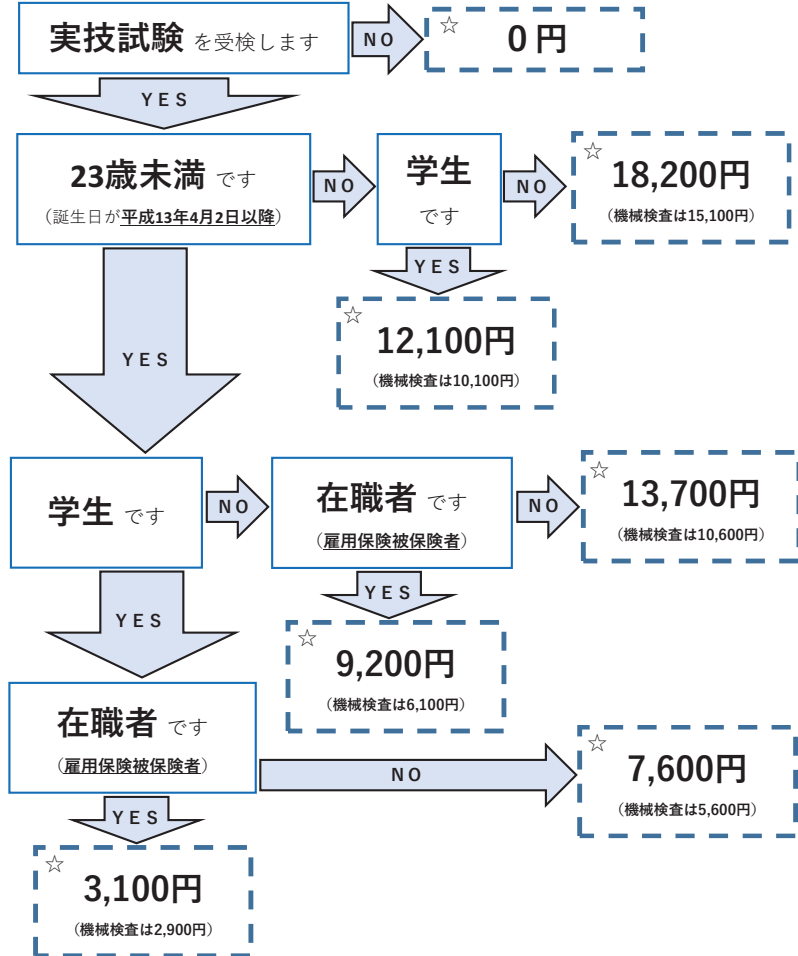 実技試験 を受検します
NO
☆
0 円
YES
23歳未満 です
（誕生日が平成13年4月2日以降）
NO
学生
です
NO
☆
18,200円
（機械検査は15,100円）
YES
☆
12,100円
（機械検査は10,100円）
YES
学生 です
NO
在職者 です
（雇用保険被保険者）
NO
☆
13,700円
（機械検査は10,600円）
YES
☆
9,200円
（機械検査は6,100円）
YES
在職者 です
（雇用保険被保険者）
NO
☆
7,600円
（機械検査は5,600円）
YES
☆
3,100円
（機械検査は2,900円）